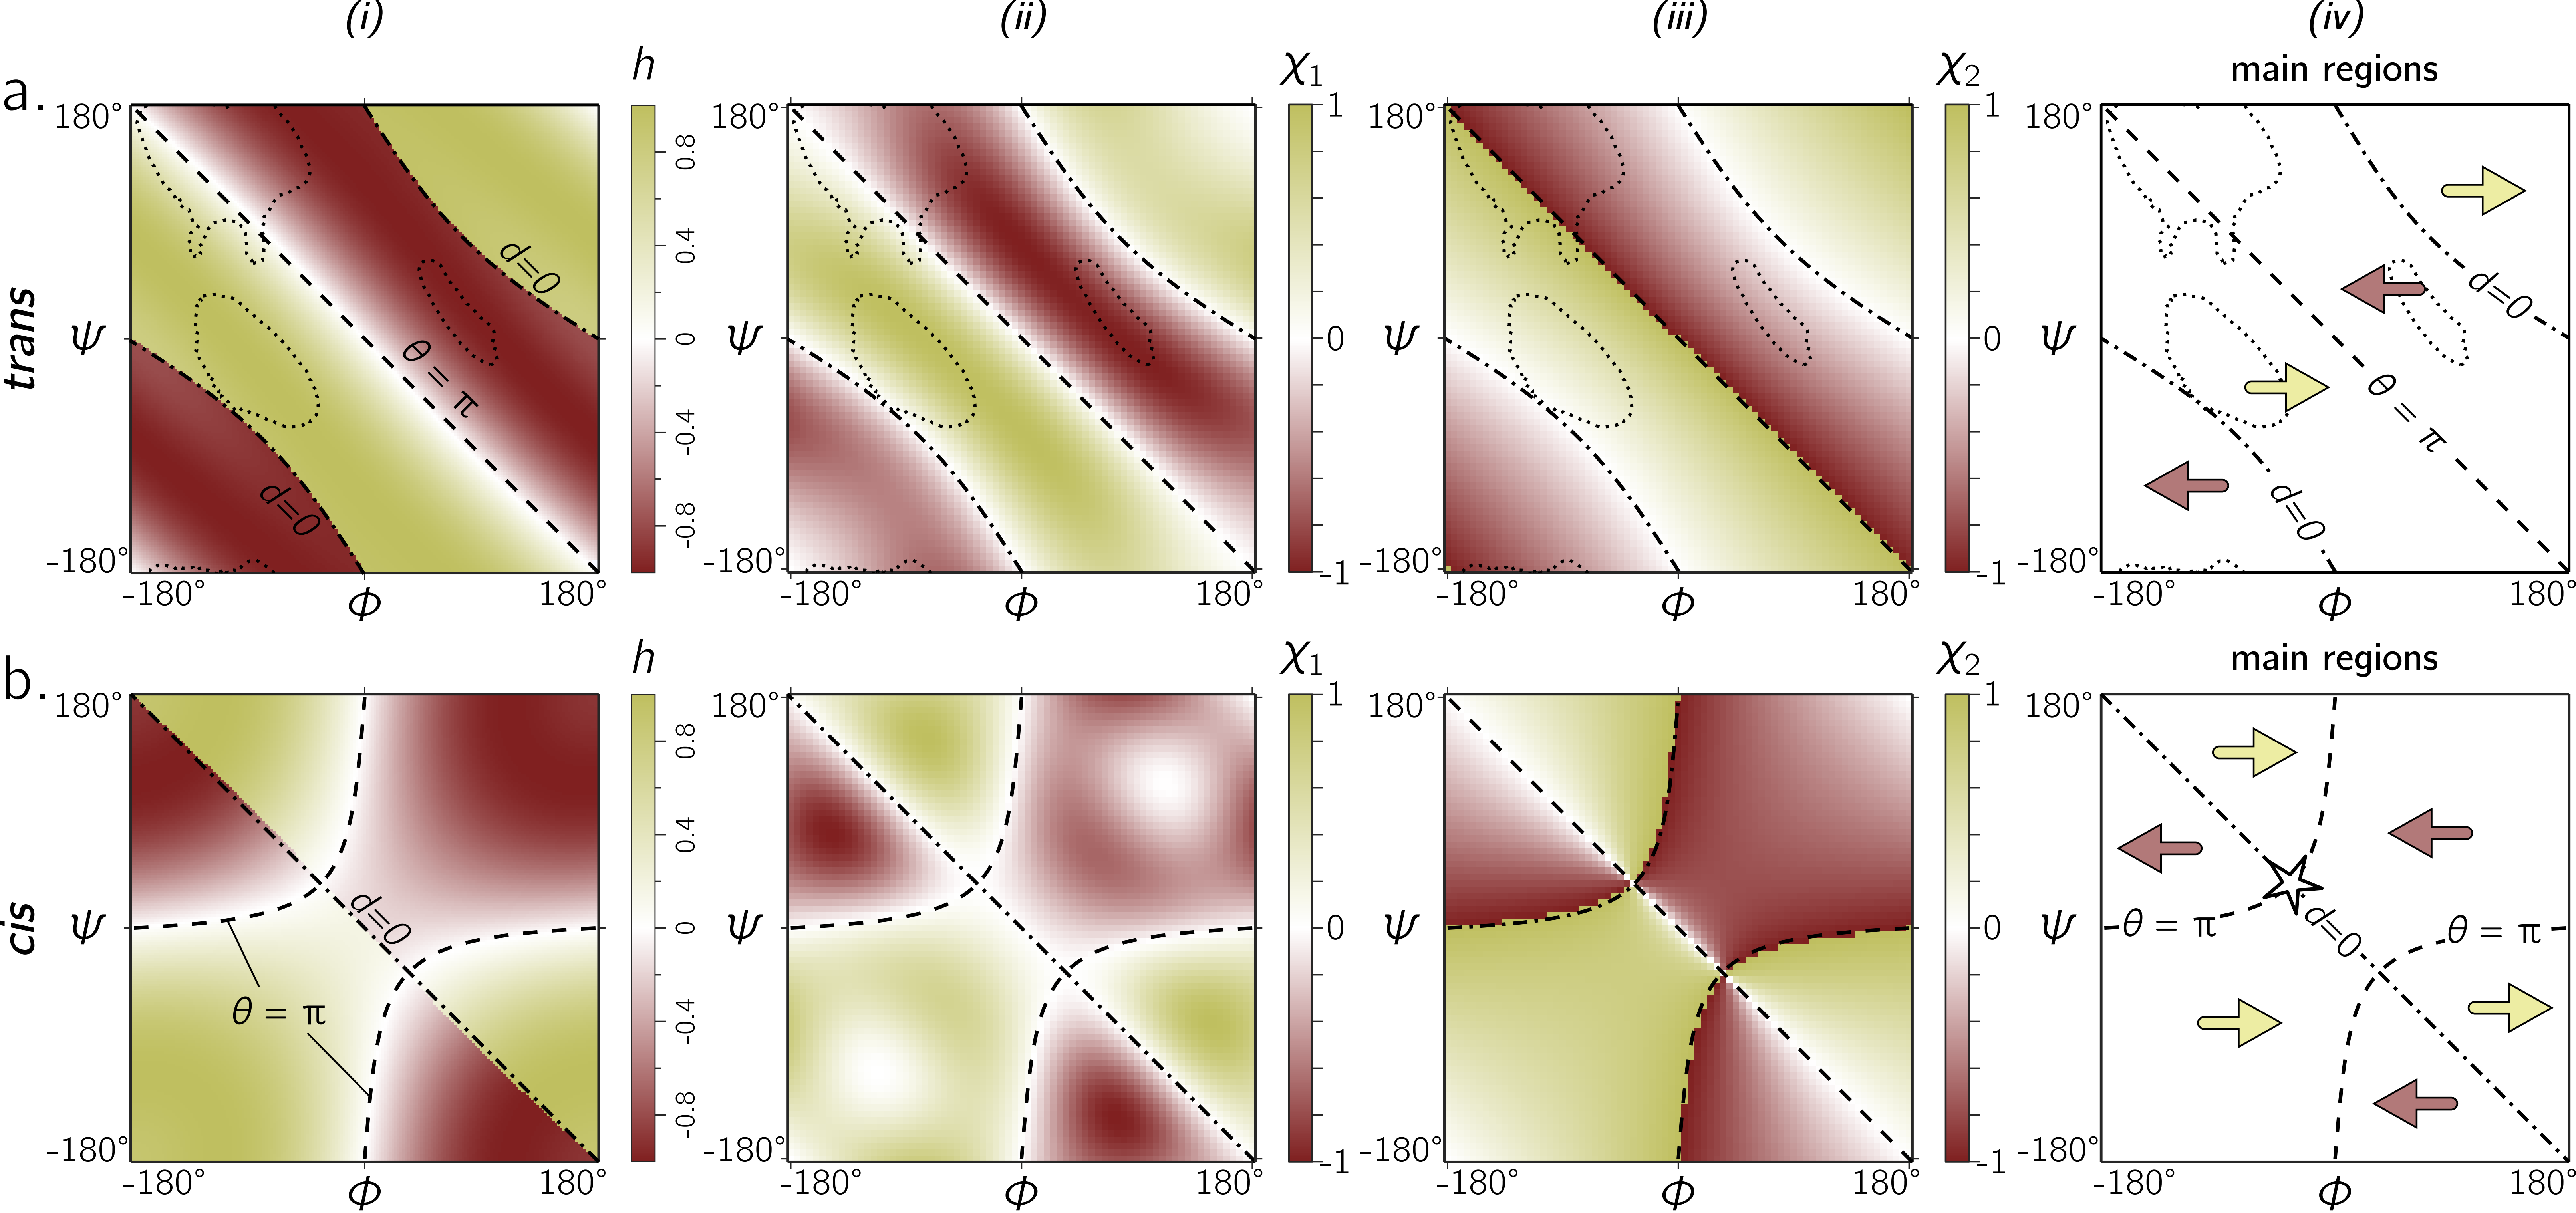 (i) (ii) (iii) (iv)
a.
trans
h
180°
ψ
-180°
-180° ϕ 180°
d=0
θ = π
d=0
0.8
0.4
0
-0.4
-0.8
χ1
180°
ψ
-180°
-180° ϕ 180°
1
0
-1
χ2
180°
ψ
-180°
-180° ϕ 180°
1
0
-1
main regions
180°
ψ
-180°
-180° ϕ 180°
d=0
θ = π
d=0
b.
cis
h
180°
ψ
-180°
-180° ϕ 180°
d=0
θ = π
0.8
0.4
0
-0.4
-0.8
χ1
180°
ψ
-180°
-180° ϕ 180°
1
0
-1
χ2
180°
ψ
-180°
-180° ϕ 180°
1
0
-1
main regions
180°
ψ
-180°
-180° ϕ 180°
θ = π
d=0
θ = π